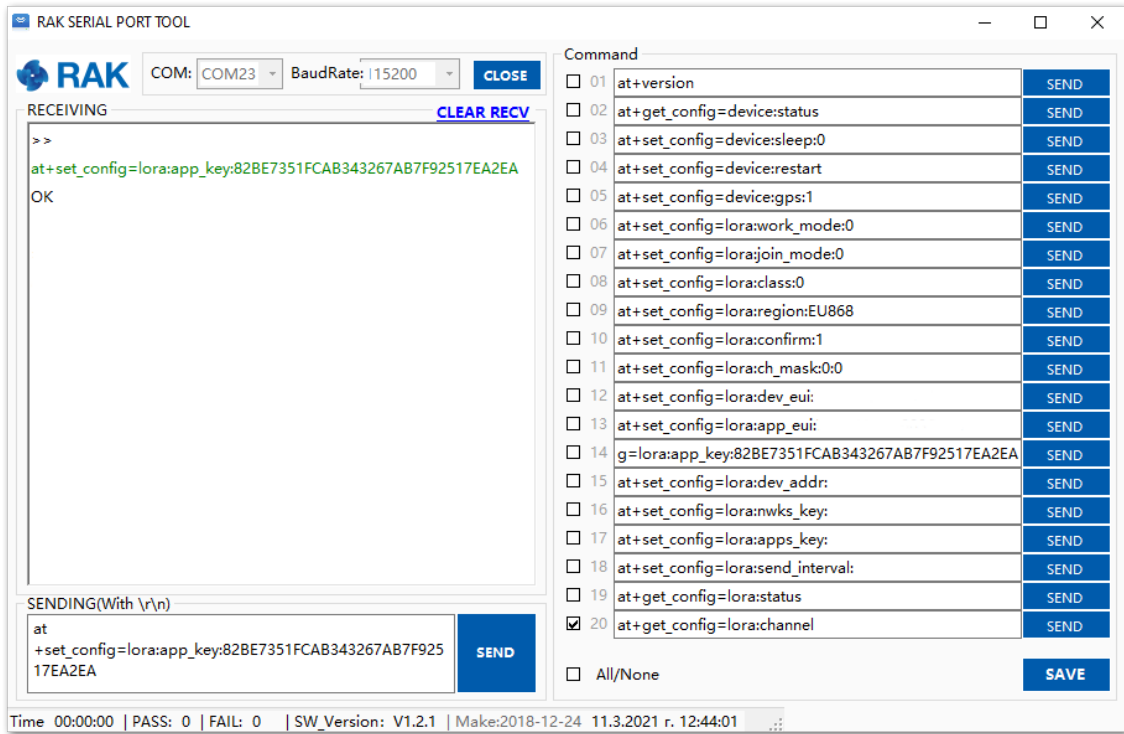 RAK SERIAL PORT TOOL
RAK COM: COM23 BaudRate: 115200 CLOSE
RECEIVING CLEAR RECV
>>
at+set_config=lora:app_key:82BE7351FCAB343267AB7F92517EA2EA
OK
SENDING(With \r\n)
at
+set_config=lora:app_key:82BE7351FCAB343267AB7F925
17EA2EA
SEND
Command
01 at+version SEND
02 at+get_config=device:status SEND
03 at+set_config=device:sleep:0 SEND
04 at+set_config=device:restart SEND
05 at+set_config=device:gps:1 SEND
06 at+set_config=lora:work_mode:0 SEND
07 at+set_config=lora:join_mode:0 SEND
08 at+set_config=lora:class:0 SEND
09 at+set_config=lora:region:EU868 SEND
10 at+set_config=lora:confirm:1 SEND
11 at+set_config=lora:ch_mask:0:0 SEND
12 at+set_config=lora:dev_eui: SEND
13 at+set_config=lora:app_eui: SEND
14 g=lora:app_key:82BE7351FCAB343267AB7F92517EA2EA SEND
15 at+set_config=lora:dev_addr: SEND
16 at+set_config=lora:nwks_key: SEND
17 at+set_config=lora:apps_key: SEND
18 at+set_config=lora:send_interval: SEND
19 at+get_config=lora:status SEND
20 at+get_config=lora:channel SEND
All/None SAVE
Time 00:00:00 | PASS: 0 | FAIL: 0 | SW_Version: V1.2.1 | Make:2018-12-24 11.3.2021 г. 12:44:01